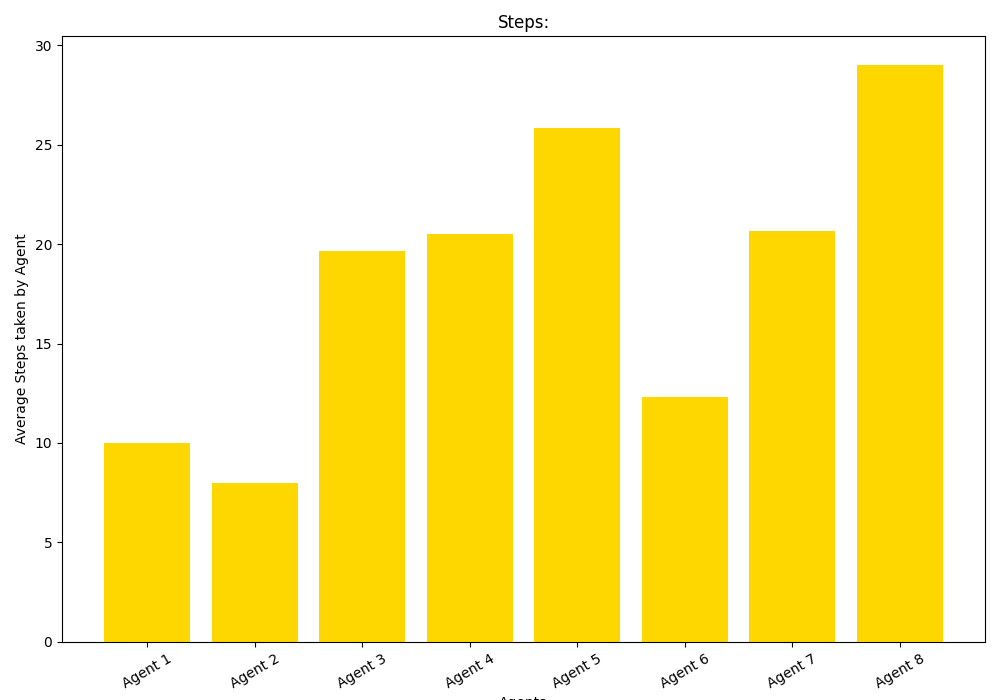 Steps:
30
25
20
15
10
5
0
Average Steps taken by Agent
Agent 1
Agent 2
Agent 3
Agent 4
Agent 5
Agent 6
Agent 7
Agent 8
Agents